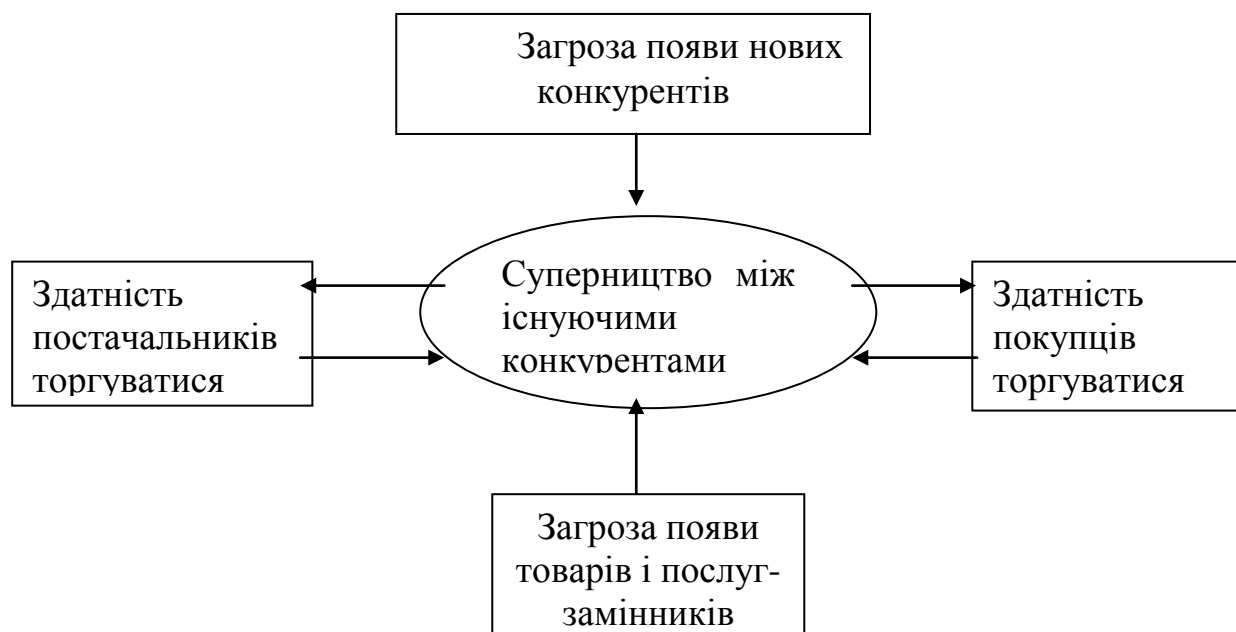 Загроза появи нових
конкурентів
Здатність
постачальників
торгуватися
Суперництво між
існуючими
конкурентами
Здатність
покупців
торгуватися
Загроза появи
товарів і послуг-
замінників